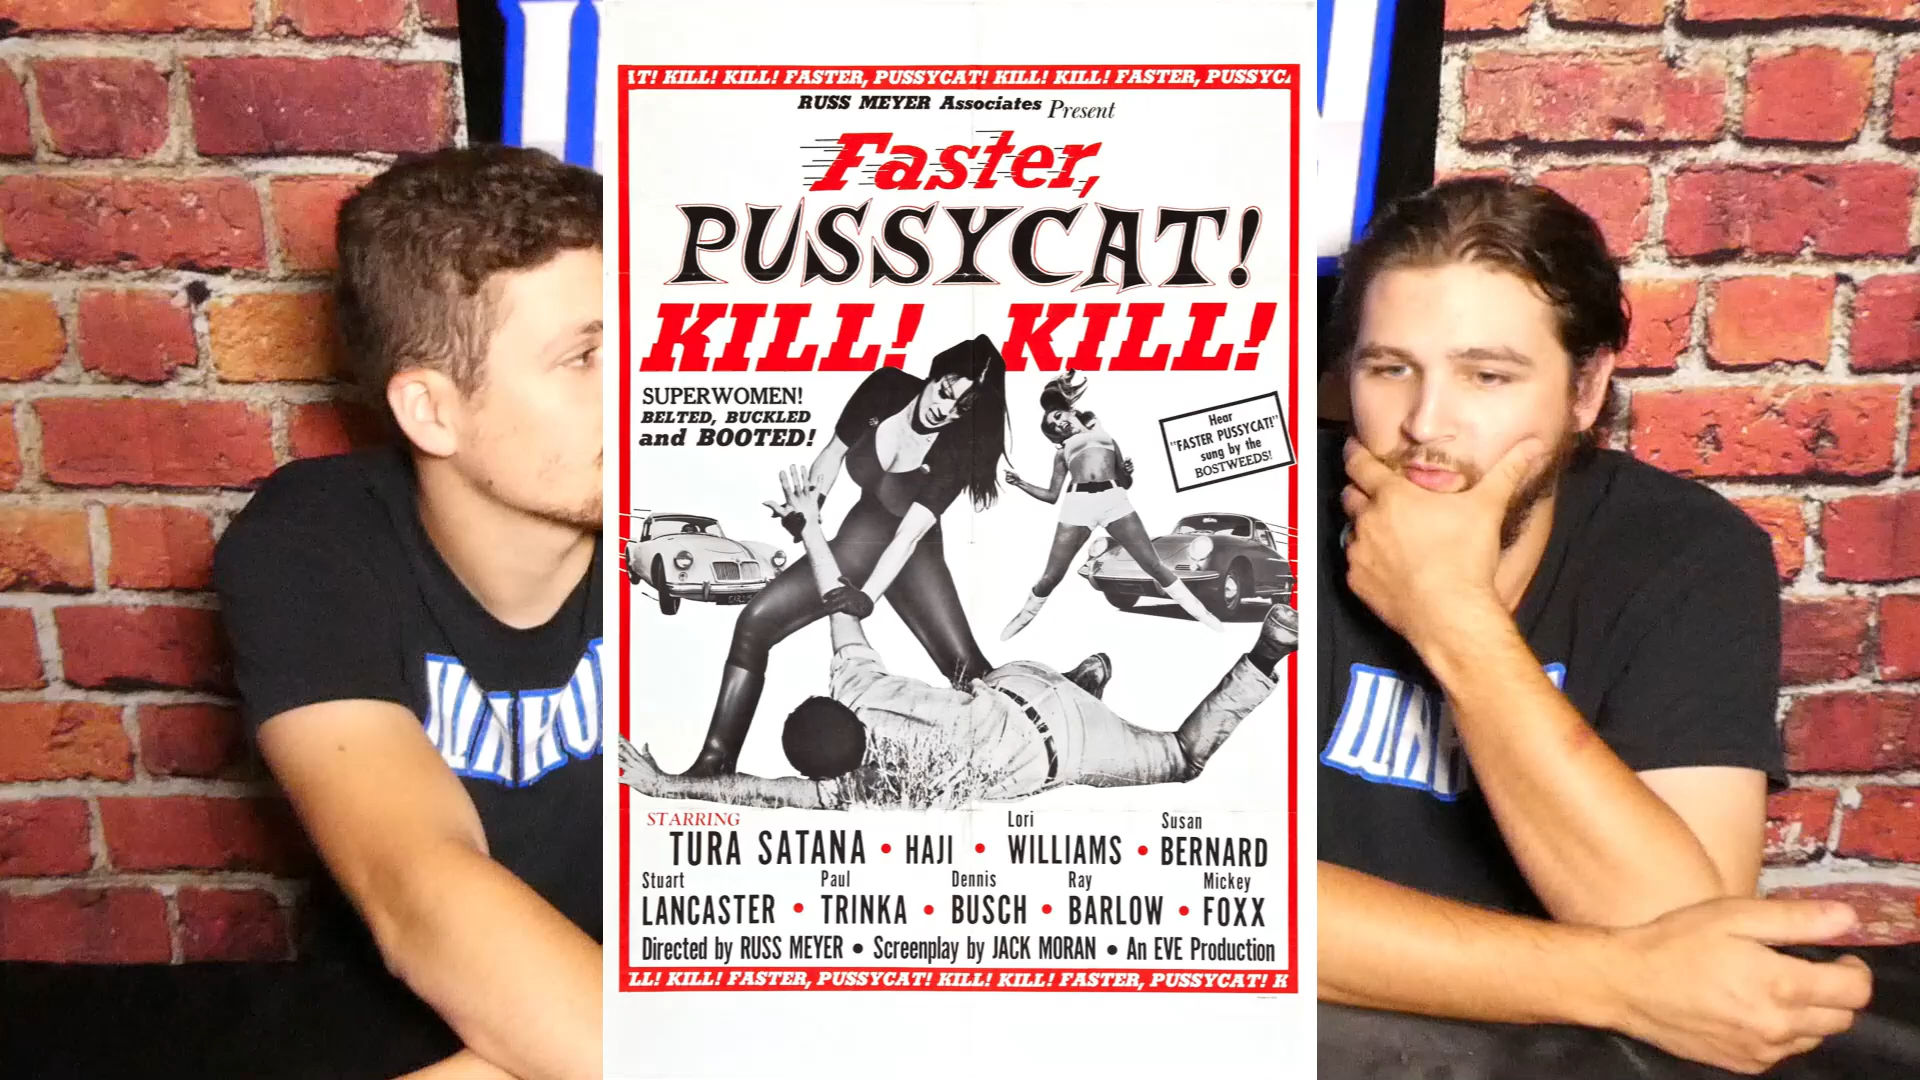 T! KILL! KILL! FASTER, PUSSYCAT! KILL! KILL! FASTER, PUSSYCA
RUSS MEYER Associates Present
Faster,
PUSSYCAT!
KILL! KILL!
SUPERWOMEN!
BELTED, BUCKLED
and BOOTED!
Hear
"FASTER PUSSYCAT!"
sung by the
BOSTWEEDS!
STARRING
TURA SATANA • HAJI • Lori WILLIAMS • Susan BERNARD
Stuart LANCASTER • Paul TRINKA • Dennis BUSCH • Ray BARLOW • Mickey FOXX
Directed by RUSS MEYER • Screenplay by JACK MORAN • An EVE Production
LL! KILL! FASTER, PUSSYCAT! KILL! KILL! FASTER, PUSSYCAT! K